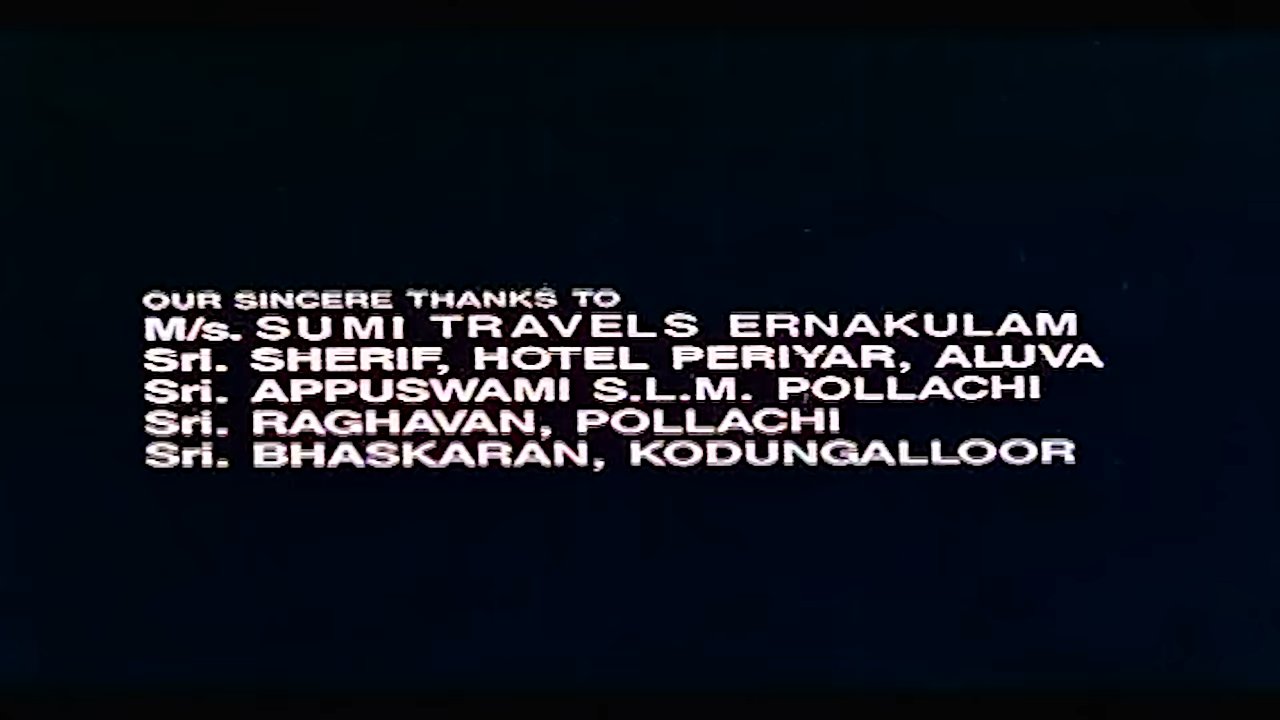 OUR SINCERE THANKS TO
M/s. SUMI TRAVELS ERNAKULAM
Sri. SHERIF, HOTEL PERIYAR, ALUVA
Sri. APPUSWAMI S.L.M. POLLACHI
Sri. RAGHAVAN, POLLACHI
Sri. BHASKARAN, KODUNGALLOOR